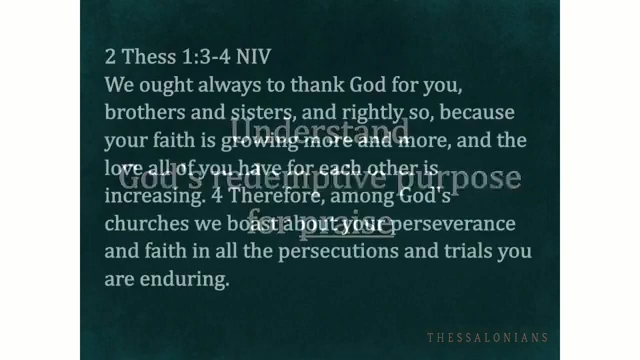 2 Thess 1:3-4 NIV
We ought always to thank God for you,
brothers and sisters, and rightly so, because
your faith is growing more and more, and the
love all of you have for each other is
increasing. 4 Therefore, among God's
churches we boast about your perseverance
and faith in all the persecutions and trials you
are enduring.
Understand
God's redemptive purpose
for praise
THESSALONIANS